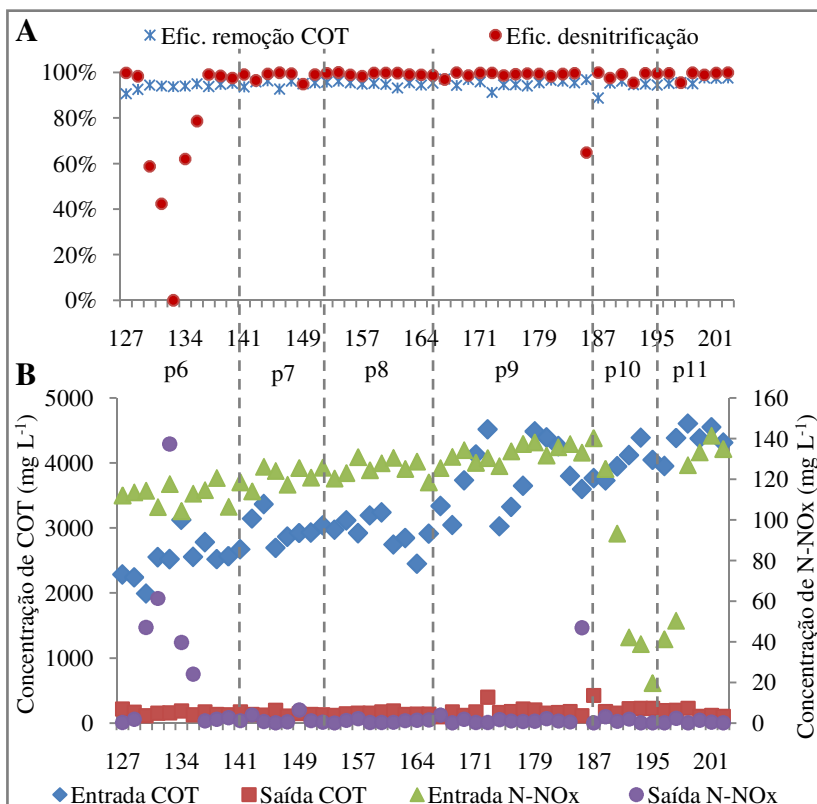 A
Efic. remoção COT
Efic. desnitrificação
100%
80%
60%
40%
20%
0%
127 134 141 149 157 164 171 179 187 195 201
p6 p7 p8 p9 p10 p11
B
Concentração de COT (mg L⁻¹)
5000
4000
3000
2000
1000
0
160
140
120
100
80
60
40
20
0
Concentração de N-NOx (mg L⁻¹)
127 134 141 149 157 164 171 179 187 195 201
Entrada COT
Saída COT
Entrada N-NOx
Saída N-NOx